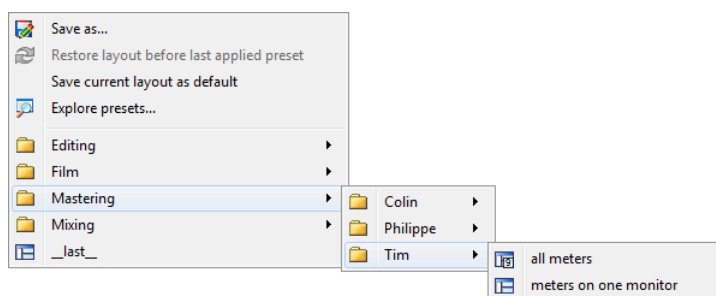 Save as...
Restore layout before last applied preset
Save current layout as default
Explore presets...
Editing
Film
Mastering
Mixing
__last__
Colin
Philippe
Tim
all meters
meters on one monitor